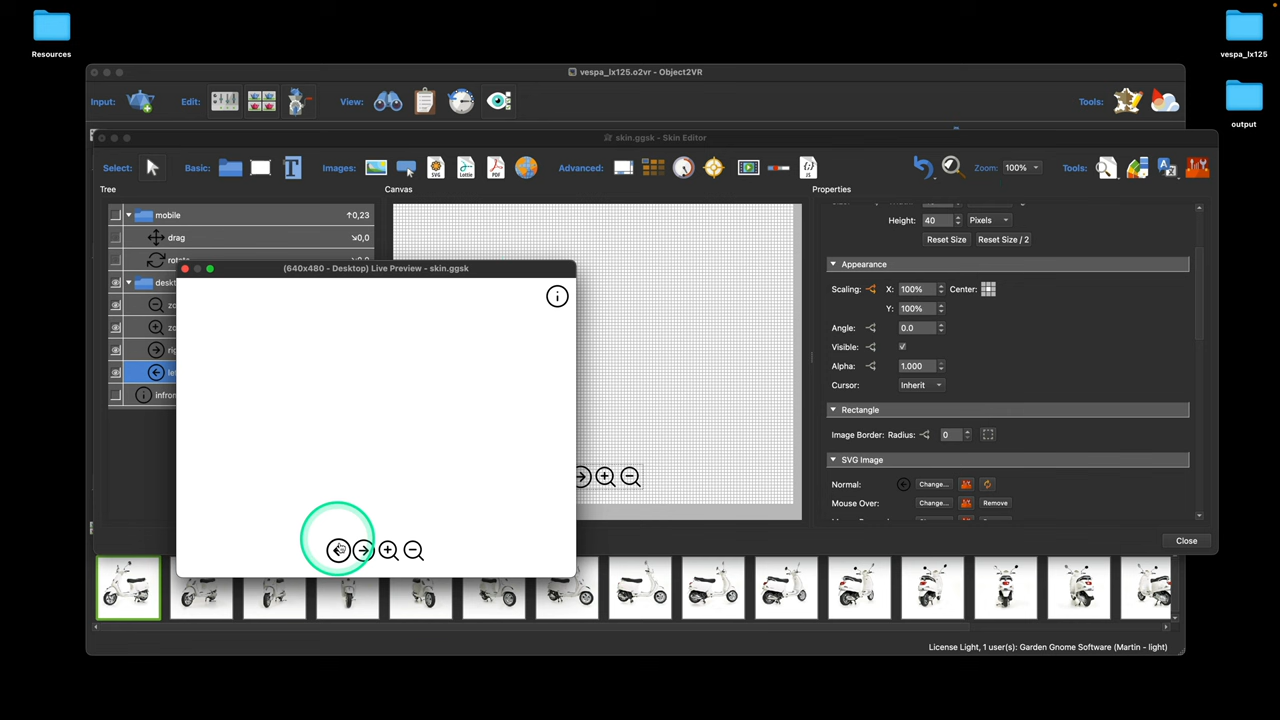 Resources
vespa_lx125
output
vespa_lx125.o2vr - Object2VR
Input:
Edit:
View:
Tools:
skin.ggsk - Skin Editor
Select:
Basic:
Images:
Advanced:
Zoom: 100%
Tools:
Tree
Canvas
Properties
mobile ↑0,23
drag ↘0,0
↘0,0
(640x480 - Desktop) Live Preview - skin.ggsk
Height: 40 Pixels
Reset Size
Reset Size / 2
Appearance
Scaling: X: 100% Center:
Y: 100%
Angle: 0.0
Visible:
Alpha: 1.000
Cursor: Inherit
Rectangle
Image Border: Radius: 0
SVG Image
Normal: Change...
Mouse Over: Change... Remove
Close
License Light, 1 user(s): Garden Gnome Software (Martin - light)